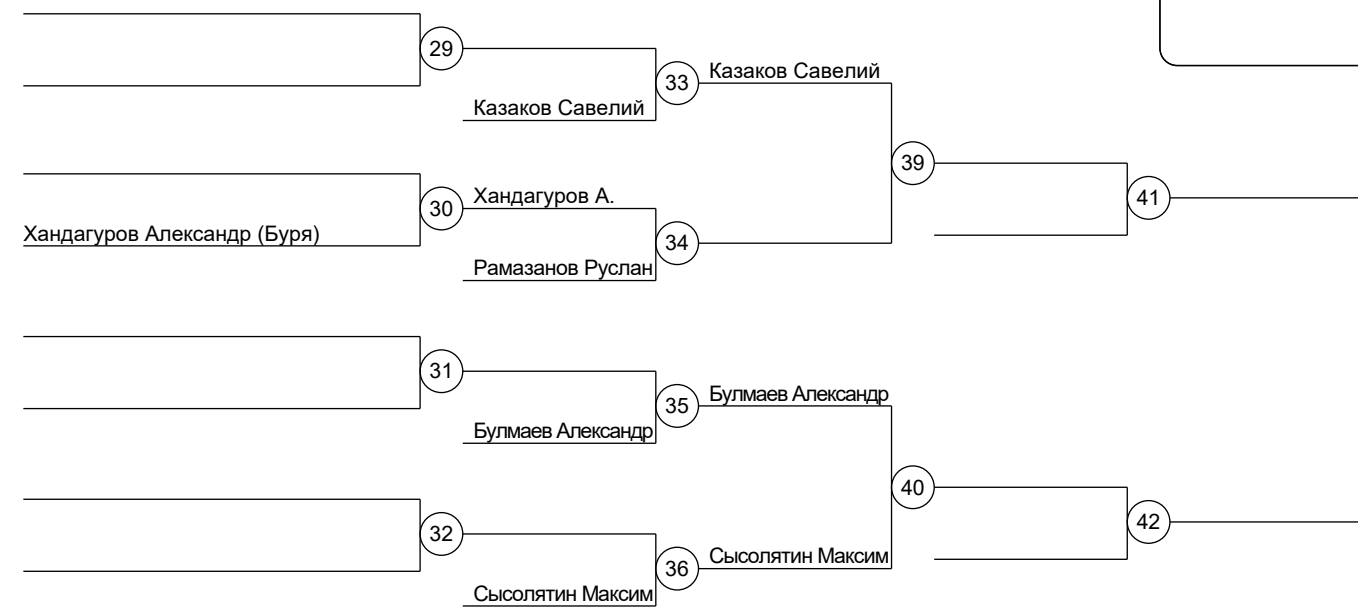 29
Казаков Савелий
33
Казаков Савелий
39
Хандагуров А.
30
41
Хандагуров Александр (Буря)
34
Рамазанов Руслан
31
Булмаев Александр
35
Булмаев Александр
40
32
42
Сысолятин Максим
36
Сысолятин Максим